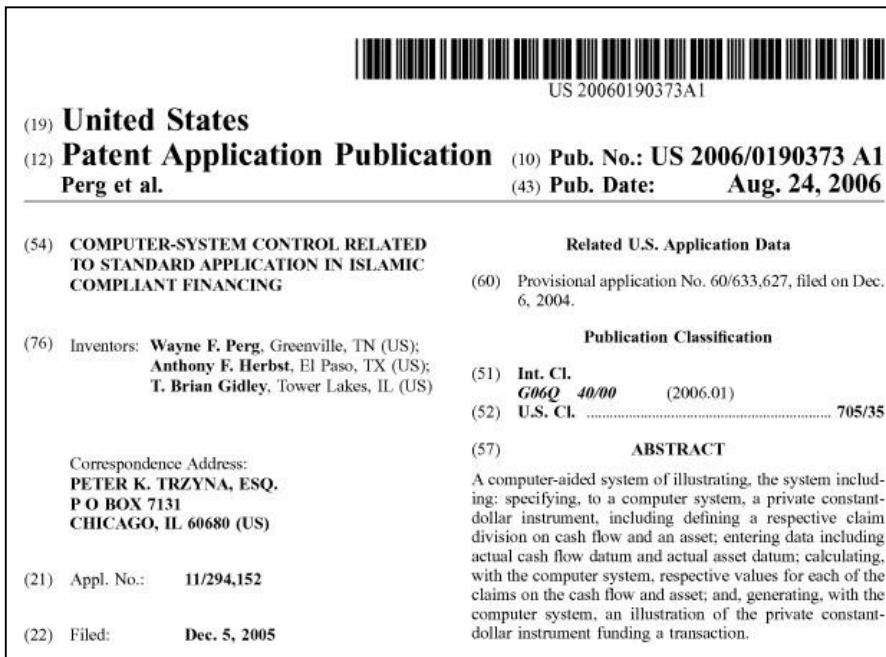 US 20060190373A1
(19) United States
(12) Patent Application Publication (10) Pub. No.: US 2006/0190373 A1
Perg et al. (43) Pub. Date: Aug. 24, 2006
(54) COMPUTER-SYSTEM CONTROL RELATED
TO STANDARD APPLICATION IN ISLAMIC
COMPLIANT FINANCING
(76) Inventors: Wayne F. Perg, Greenville, TN (US);
Anthony F. Herbst, El Paso, TX (US);
T. Brian Gidley, Tower Lakes, IL (US)
Correspondence Address:
PETER K. TRZYNA, ESQ.
P O BOX 7131
CHICAGO, IL 60680 (US)
(21) Appl. No.: 11/294,152
(22) Filed: Dec. 5, 2005
Related U.S. Application Data
(60) Provisional application No. 60/633,627, filed on Dec.
6, 2004.
Publication Classification
(51) Int. Cl.
G06Q 40/00 (2006.01)
(52) U.S. Cl. .............................................................. 705/35
(57) ABSTRACT
A computer-aided system of illustrating, the system includ-
ing: specifying, to a computer system, a private constant-
dollar instrument, including defining a respective claim
division on cash flow and an asset; entering data including
actual cash flow datum and actual asset datum; calculating,
with the computer system, respective values for each of the
claims on the cash flow and asset; and, generating, with the
computer system, an illustration of the private constant-
dollar instrument funding a transaction.